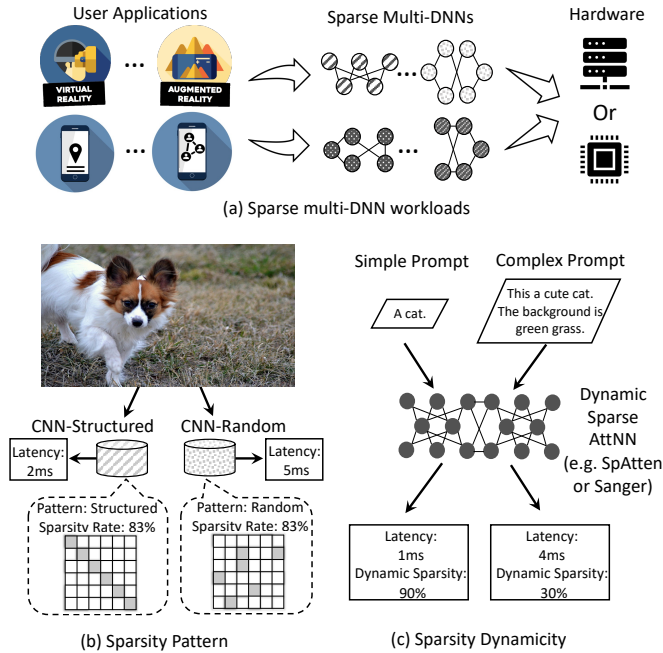 User Applications
Sparse Multi-DNNs
Hardware
...
...
VIRTUAL
REALITY
AUGMENTED
REALITY
Or
...
...
(a) Sparse multi-DNN workloads
Simple Prompt
Complex Prompt
A cat.
This a cute cat.
The background is
green grass.
CNN-Structured
CNN-Random
Latency:
2ms
Latency:
5ms
Pattern: Structured
Sparsity Rate: 83%
Pattern: Random
Sparsity Rate: 83%
Dynamic
Sparse
AttNN
(e.g. SpAtten
or Sanger)
Latency:
1ms
Dynamic Sparsity:
90%
Latency:
4ms
Dynamic Sparsity:
30%
(b) Sparsity Pattern
(c) Sparsity Dynamicity